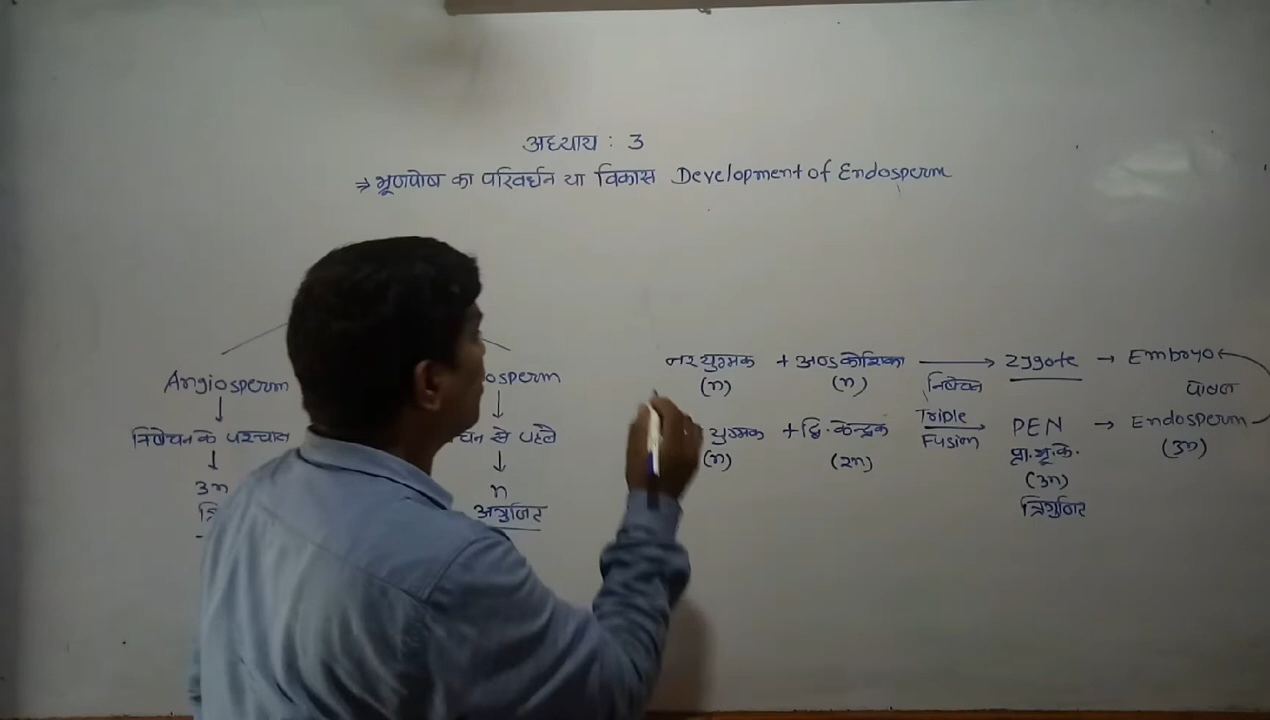 अध्याय : 3
⇒ भ्रूणपोष का परिवर्धन या विकास Development of Endosperm
Angiosperm
osperm
निषेचन के पश्चात
चन से पहले
3n
n
त्रि
अगुणित
नर युग्मक + अण्ड कोशिका → Zygote → Embryo
(n) (n) निषेचन पोषण
युग्मक + द्वि. केन्द्रक Triple Fusion → PEN → Endosperm
(n) (2n) प्रा. भ्रू. के. (3n)
(3n)
त्रिगुणित